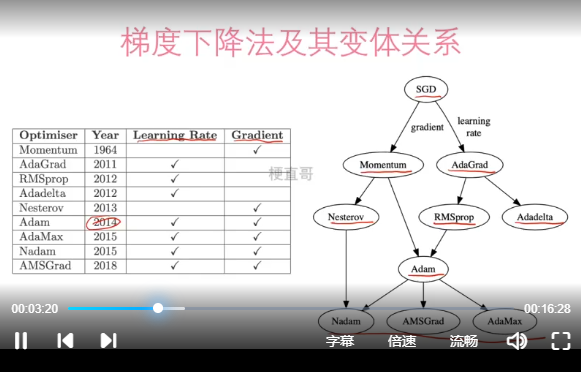 梯度下降法及其变体关系
Optimiser Year Learning Rate Gradient
Momentum 1964 ✓
AdaGrad 2011 ✓
RMSprop 2012 ✓
Adadelta 2012 ✓
Nesterov 2013 ✓
Adam 2014 ✓ ✓
AdaMax 2015 ✓ ✓
Nadam 2015 ✓ ✓
AMSGrad 2018 ✓ ✓
梗直哥
SGD
gradient
learning
rate
Momentum AdaGrad
Nesterov RMSprop Adadelta
Adam
Nadam AMSGrad AdaMax
00:03:20 00:16:28
字幕 倍速 流畅